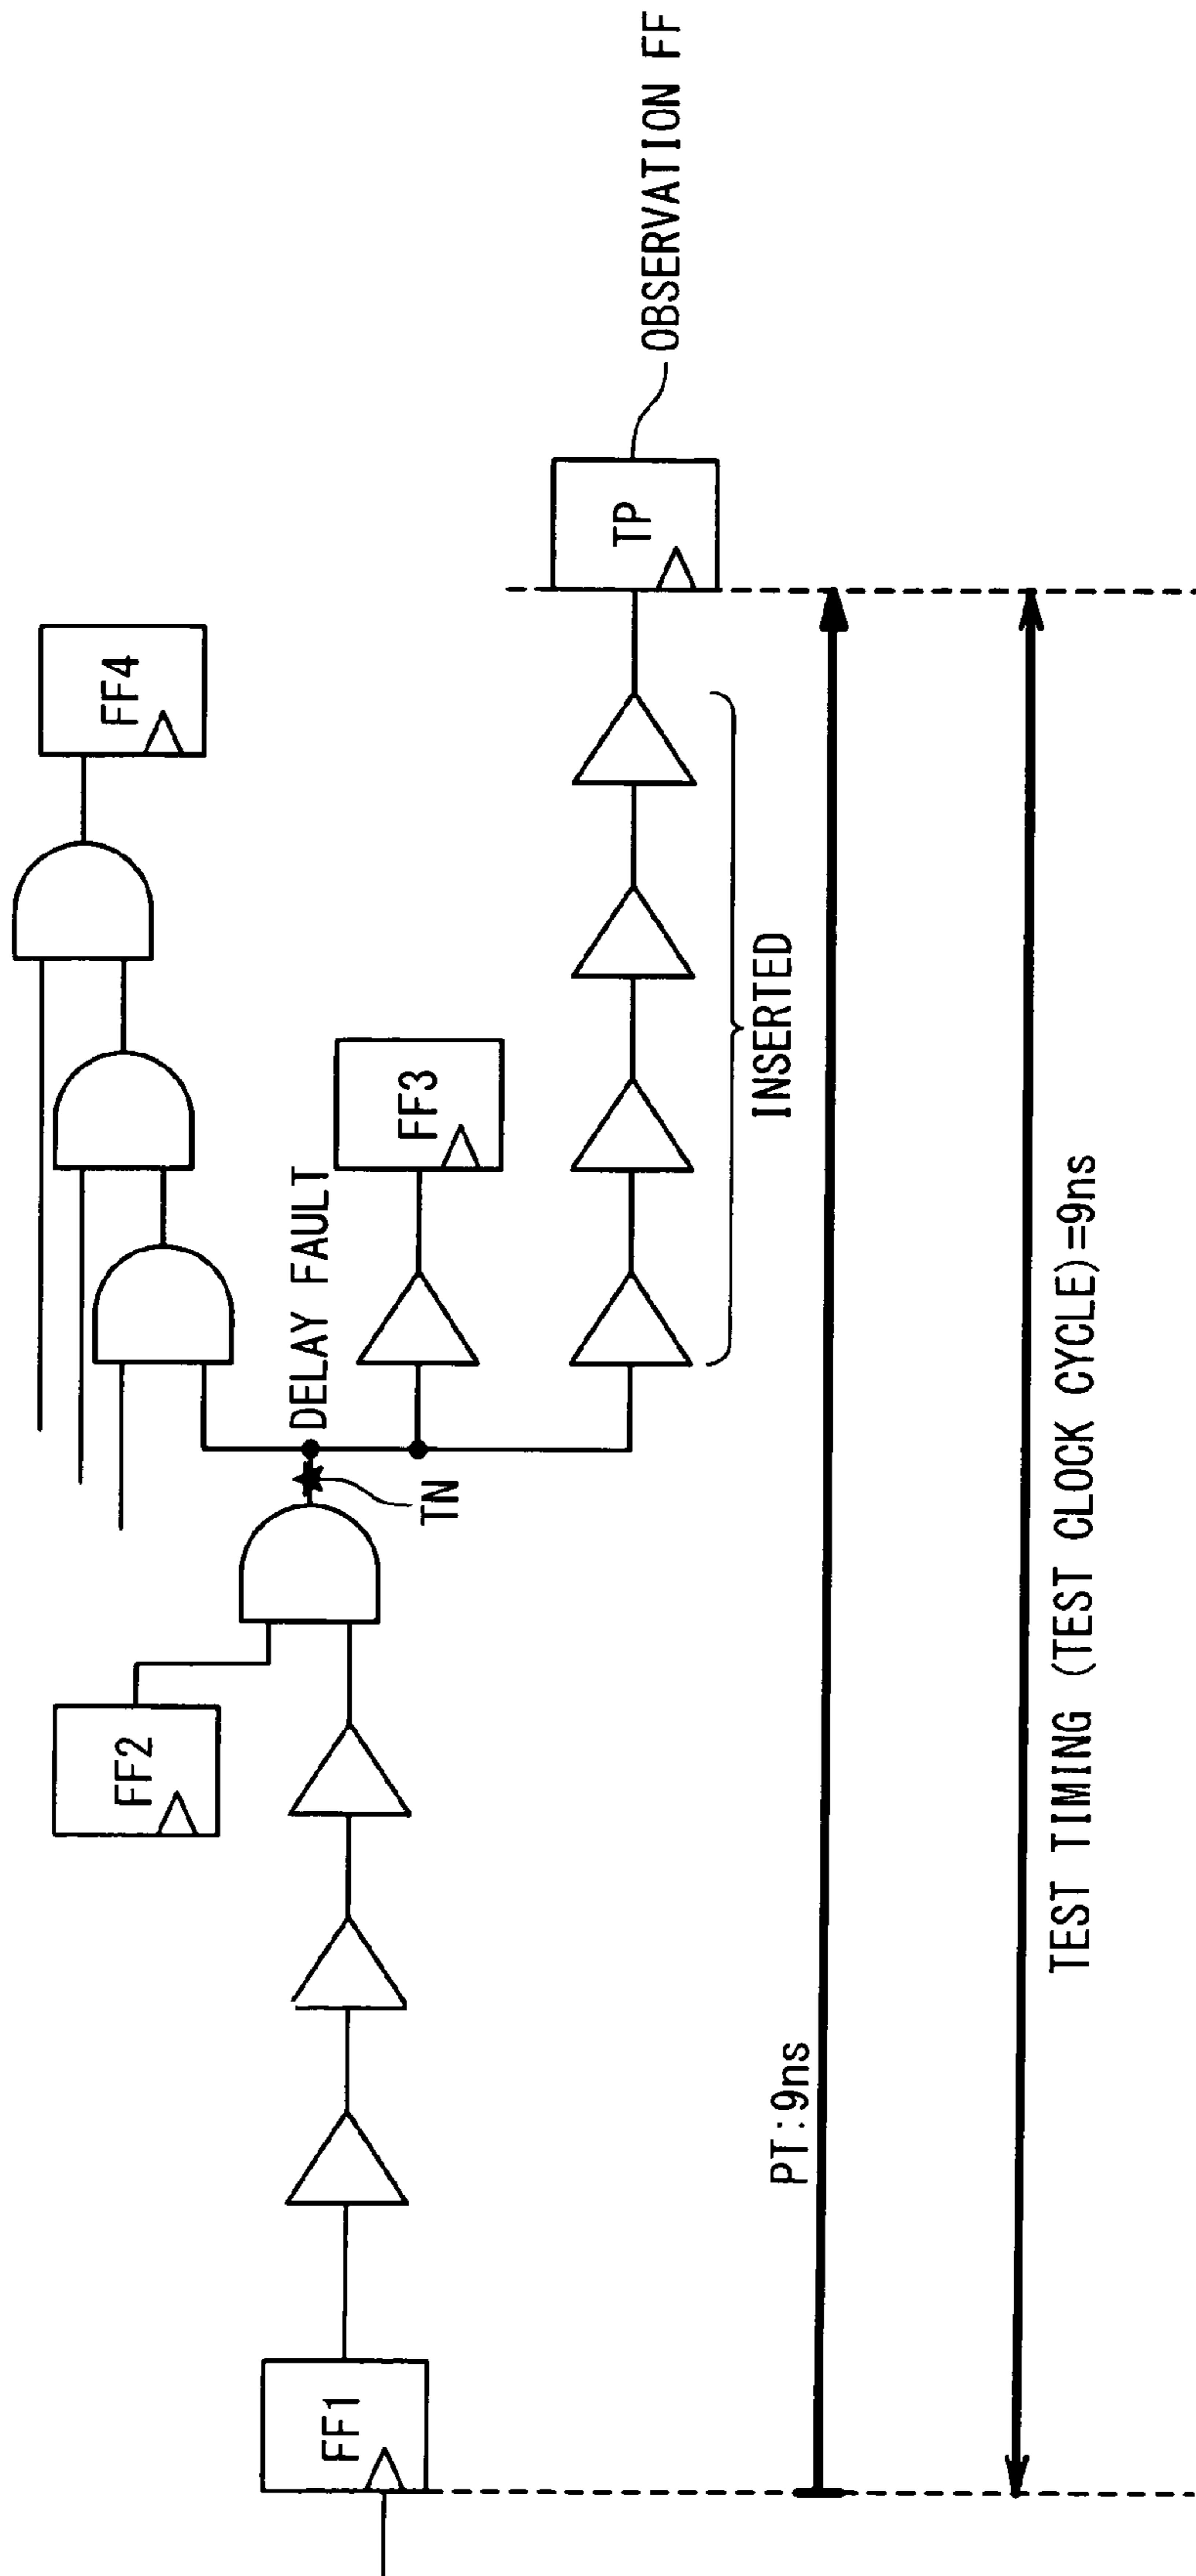 FF1
FF2
TN
DELAY FAULT
FF3
FF4
TP
OBSERVATION FF
INSERTED
PT:9ns
TEST TIMING (TEST CLOCK CYCLE)=9ns